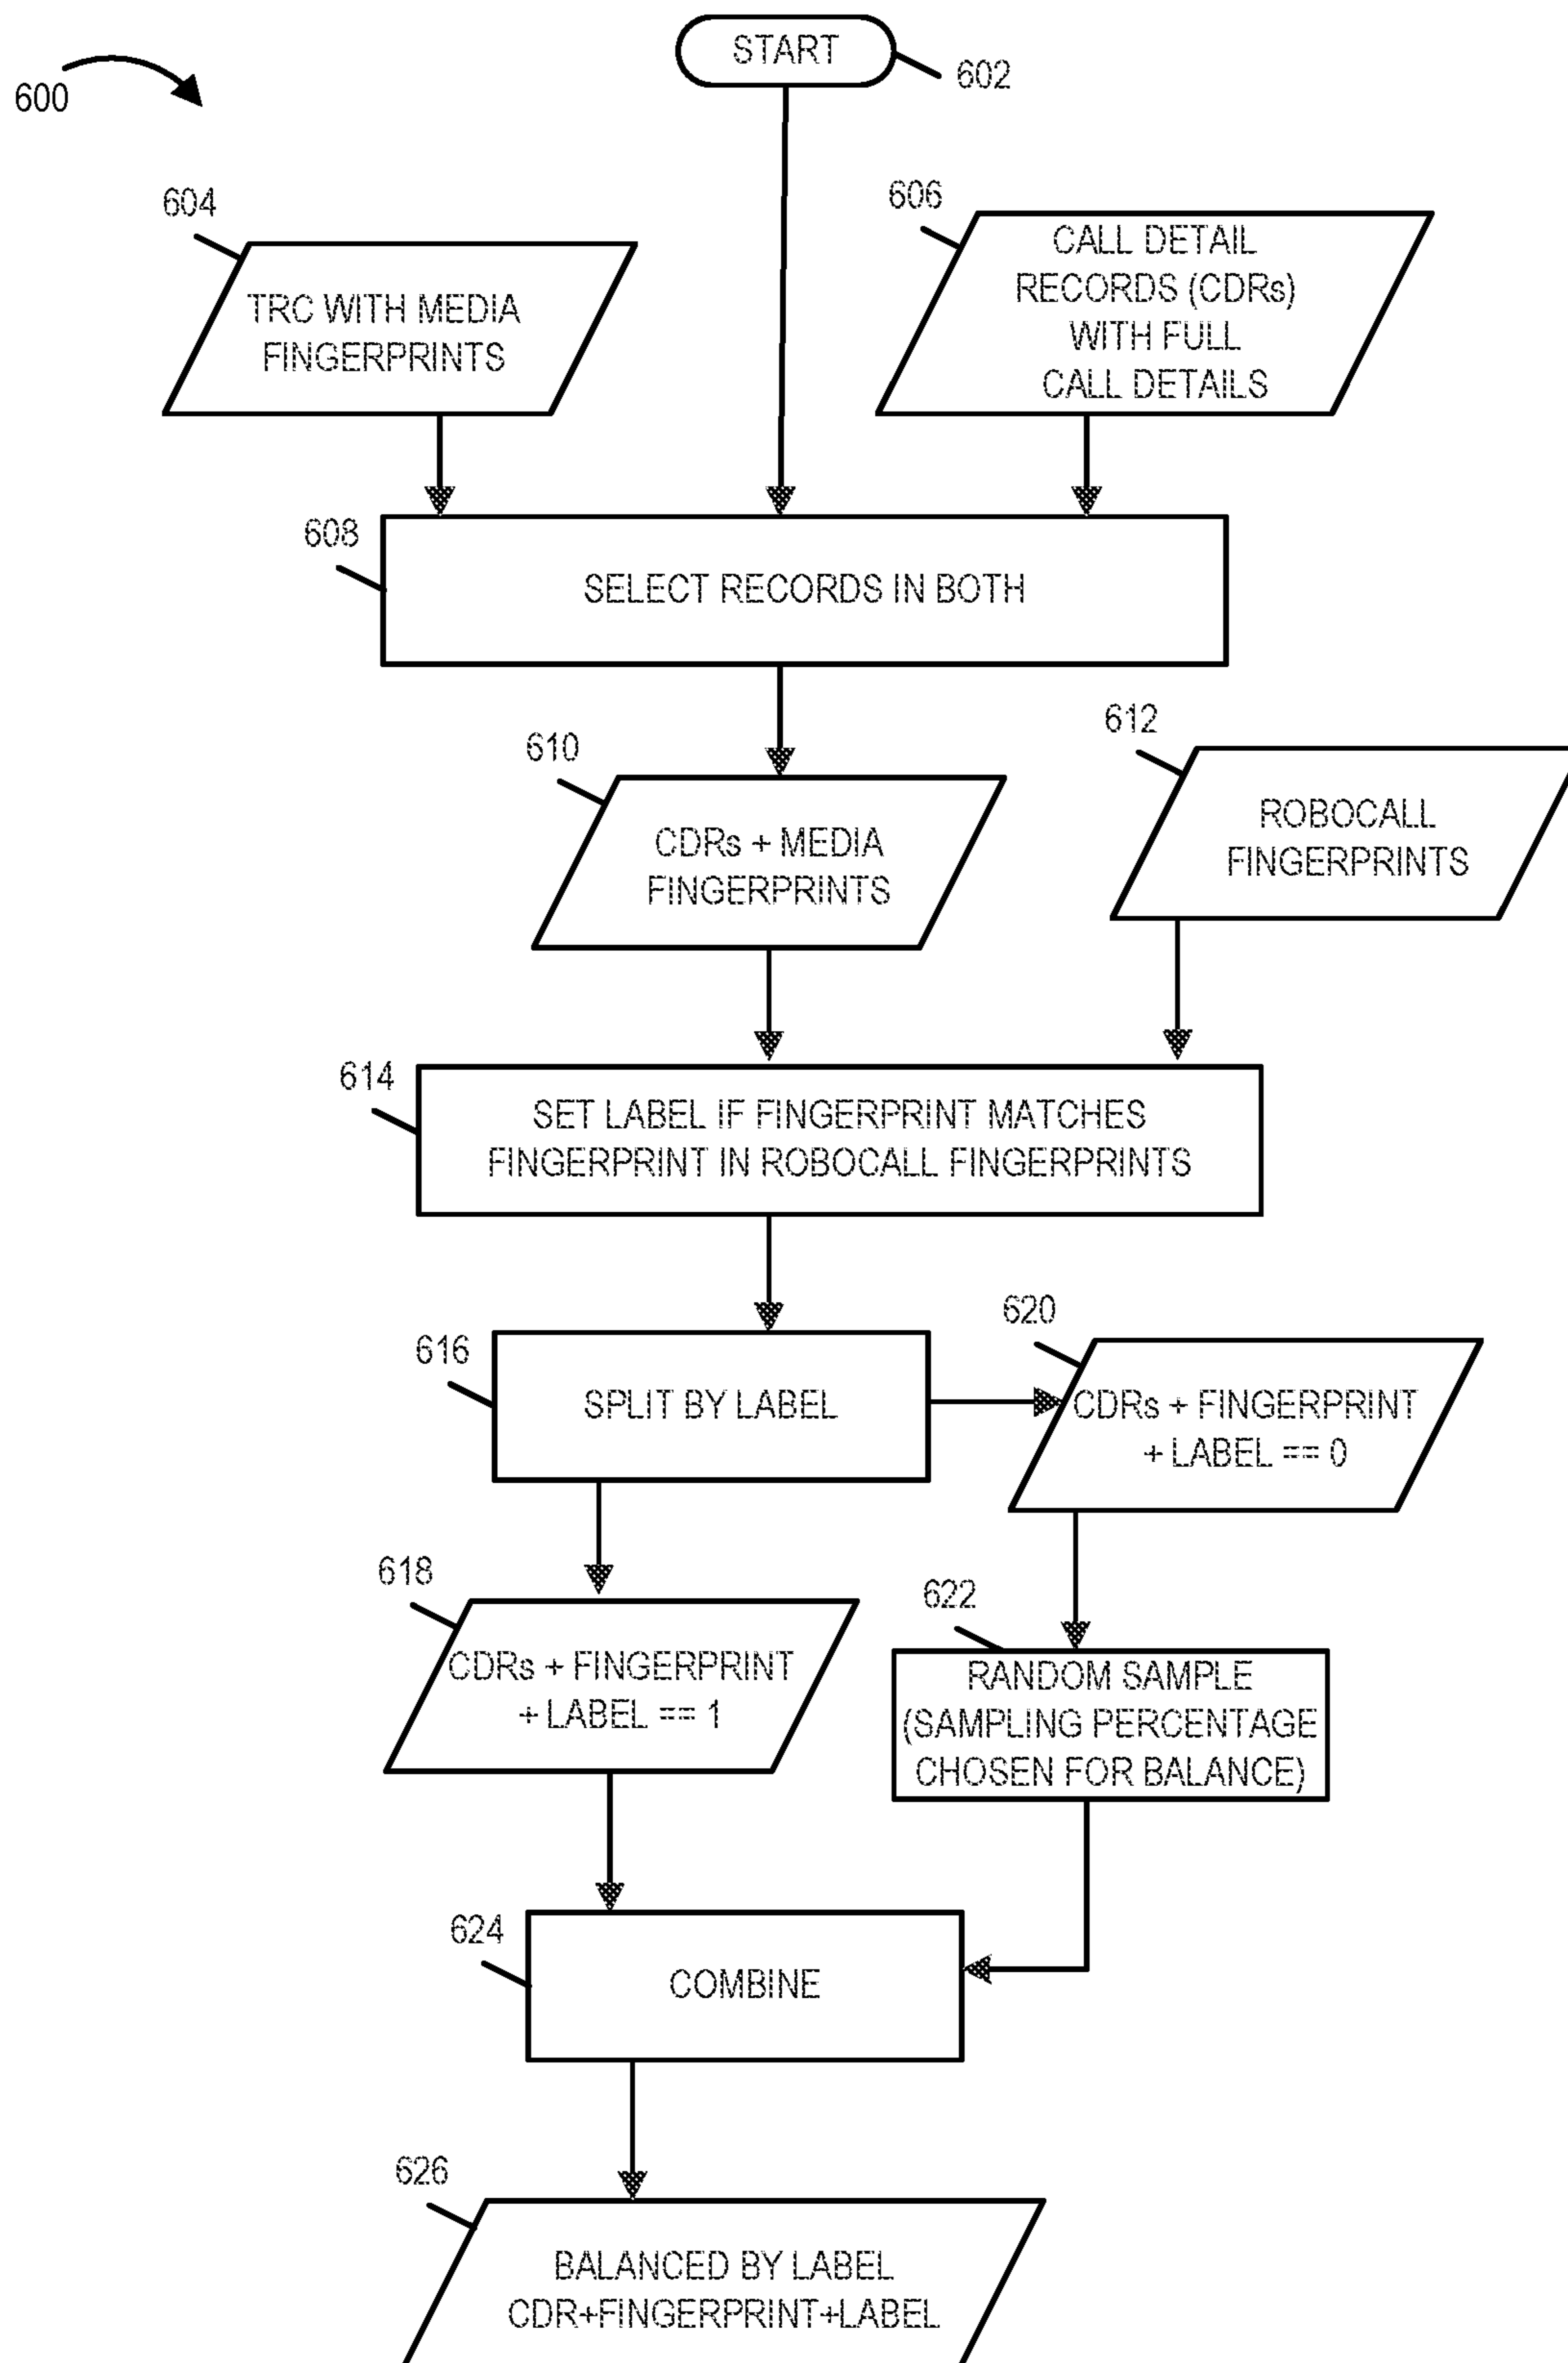 START
602
600
604
TRC WITH MEDIA
FINGERPRINTS
606
CALL DETAIL
RECORDS (CDRs)
WITH FULL
CALL DETAILS
608
SELECT RECORDS IN BOTH
610
CDRs + MEDIA
FINGERPRINTS
612
ROBOCALL
FINGERPRINTS
614
SET LABEL IF FINGERPRINT MATCHES
FINGERPRINT IN ROBOCALL FINGERPRINTS
616
SPLIT BY LABEL
620
CDRs + FINGERPRINT
+ LABEL == 0
618
CDRs + FINGERPRINT
+ LABEL == 1
622
RANDOM SAMPLE
(SAMPLING PERCENTAGE
CHOSEN FOR BALANCE)
624
COMBINE
626
BALANCED BY LABEL
CDR+FINGERPRINT+LABEL